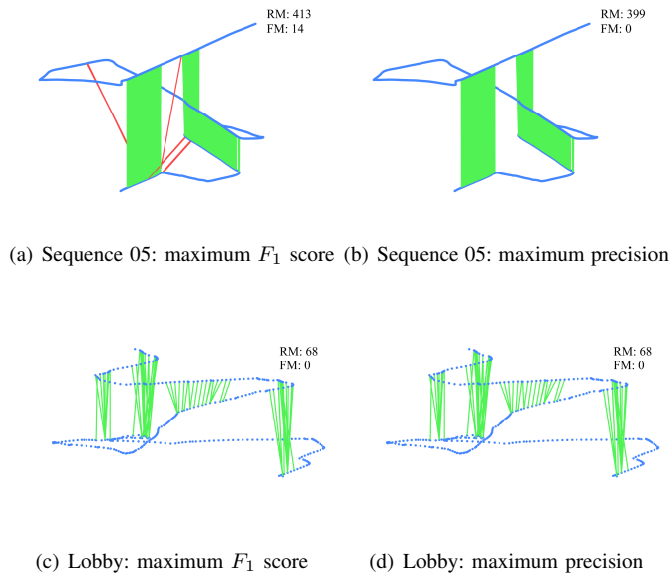 RM: 413
FM: 14
RM: 399
FM: 0
(a) Sequence 05: maximum F1 score (b) Sequence 05: maximum precision
RM: 68
FM: 0
RM: 68
FM: 0
(c) Lobby: maximum F1 score
(d) Lobby: maximum precision